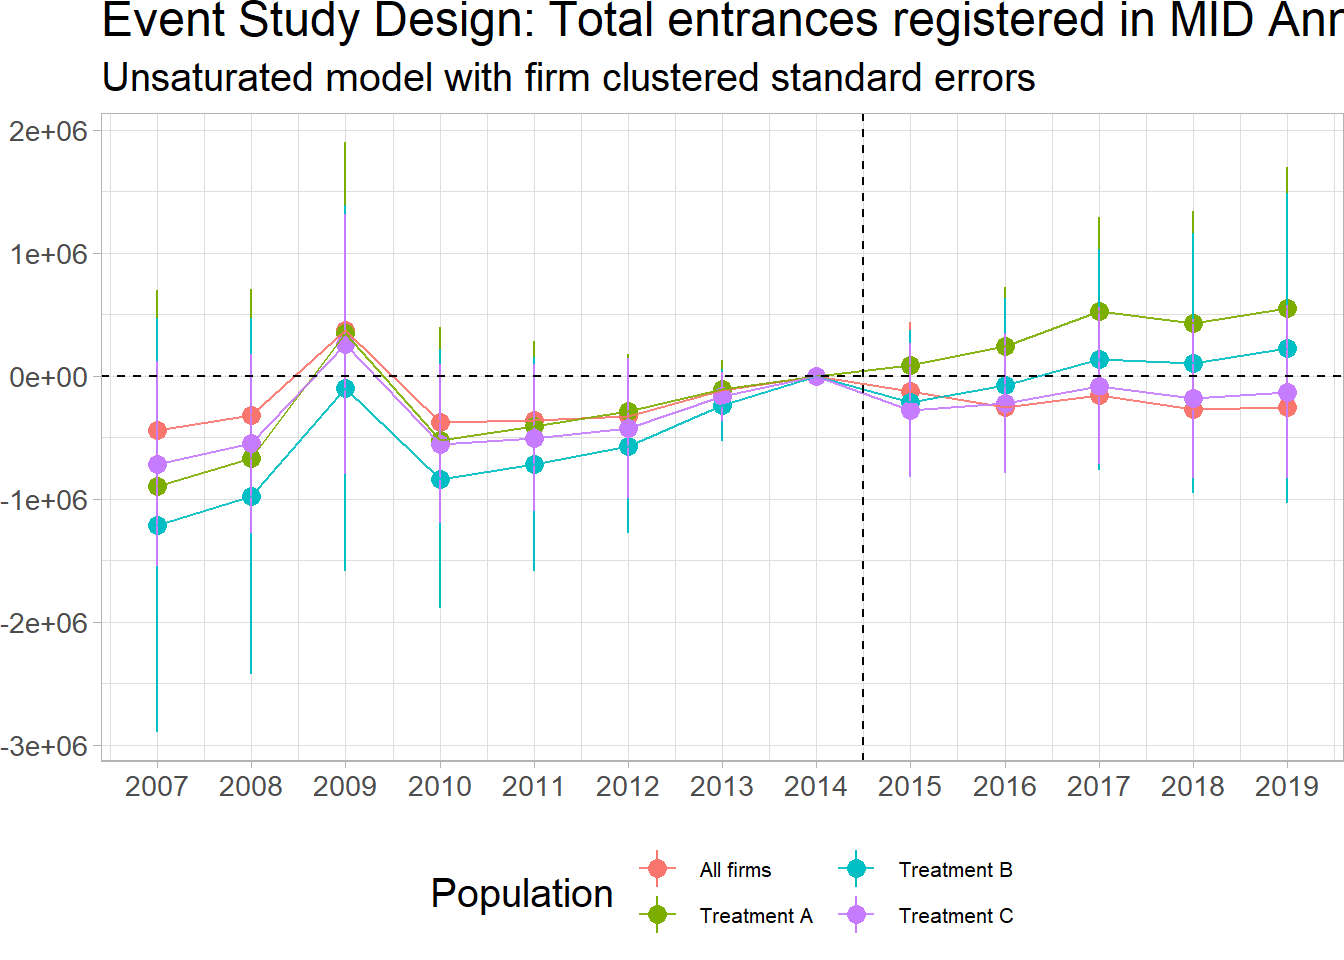 Event Study Design: Total entrances registered in MID Ann
Unsaturated model with firm clustered standard errors
2e+06
1e+06
0e+00
-1e+06
-2e+06
-3e+06
2007 2008 2009 2010 2011 2012 2013 2014 2015 2016 2017 2018 2019
Population
All firms
Treatment A
Treatment B
Treatment C